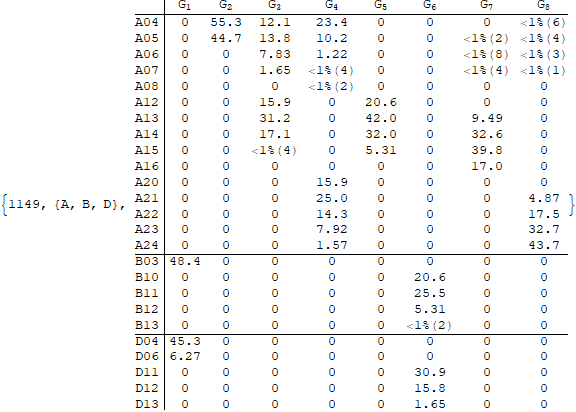 G1 G2 G3 G4 G5 G6 G7 G8
A04 0 55.3 12.1 23.4 0 0 0 <1%(6)
A05 0 44.7 13.8 10.2 0 0 <1%(2) <1%(4)
A06 0 0 7.83 1.22 0 0 <1%(8) <1%(3)
A07 0 0 1.65 <1%(4) 0 0 <1%(4) <1%(1)
A08 0 0 0 <1%(2) 0 0 0 0
A12 0 0 15.9 0 20.6 0 0 0
A13 0 0 31.2 0 42.0 0 9.49 0
A14 0 0 17.1 0 32.0 0 32.6 0
A15 0 0 <1%(4) 0 5.31 0 39.8 0
A16 0 0 0 0 0 0 17.0 0
A20 0 0 0 15.9 0 0 0 0
A21 0 0 0 25.0 0 0 0 4.87
{1149, {A, B, D}, A22 0 0 0 14.3 0 0 0 17.5 }
A23 0 0 0 7.92 0 0 0 32.7
A24 0 0 0 1.57 0 0 0 43.7
B03 48.4 0 0 0 0 0 0 0
B10 0 0 0 0 0 20.6 0 0
B11 0 0 0 0 0 25.5 0 0
B12 0 0 0 0 0 5.31 0 0
B13 0 0 0 0 0 <1%(2) 0 0
D04 45.3 0 0 0 0 0 0 0
D06 6.27 0 0 0 0 0 0 0
D11 0 0 0 0 0 30.9 0 0
D12 0 0 0 0 0 15.8 0 0
D13 0 0 0 0 0 1.65 0 0